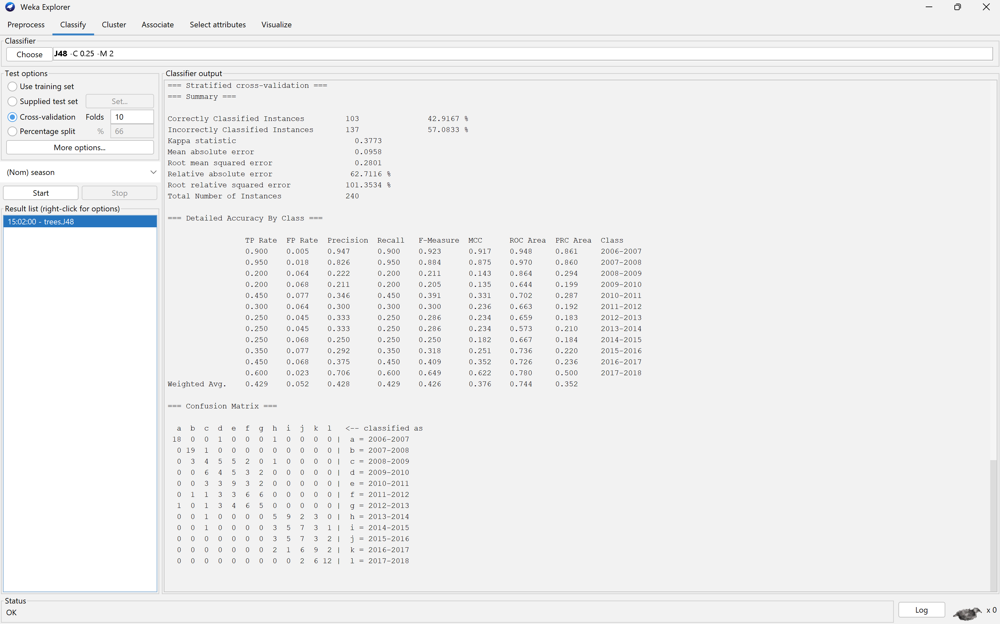 Weka Explorer
Preprocess Classify Cluster Associate Select attributes Visualize
Classifier
Choose J48 -C 0.25 -M 2
Test options
Use training set
Supplied test set Set...
Cross-validation Folds 10
Percentage split % 66
More options...
(Nom) season
Start Stop
Result list (right-click for options)
15:02:00 - trees.J48
Classifier output
=== Stratified cross-validation ===
=== Summary ===
Correctly Classified Instances 103 42.9167 %
Incorrectly Classified Instances 137 57.0833 %
Kappa statistic 0.3773
Mean absolute error 0.0958
Root mean squared error 0.2801
Relative absolute error 62.7116 %
Root relative squared error 101.3534 %
Total Number of Instances 240
=== Detailed Accuracy By Class ===
TP Rate FP Rate Precision Recall F-Measure MCC ROC Area PRC Area Class
0.900 0.005 0.947 0.900 0.923 0.917 0.948 0.861 2006-2007
0.950 0.018 0.826 0.950 0.884 0.875 0.970 0.860 2007-2008
0.200 0.064 0.222 0.200 0.211 0.143 0.864 0.294 2008-2009
0.200 0.068 0.211 0.200 0.205 0.135 0.644 0.199 2009-2010
0.450 0.077 0.346 0.450 0.391 0.331 0.702 0.287 2010-2011
0.300 0.064 0.300 0.300 0.300 0.236 0.663 0.192 2011-2012
0.250 0.045 0.333 0.250 0.286 0.234 0.659 0.183 2012-2013
0.250 0.045 0.333 0.250 0.286 0.234 0.573 0.210 2013-2014
0.250 0.068 0.250 0.250 0.250 0.182 0.667 0.184 2014-2015
0.350 0.077 0.292 0.350 0.318 0.251 0.736 0.220 2015-2016
0.450 0.068 0.375 0.450 0.409 0.352 0.726 0.236 2016-2017
0.600 0.023 0.706 0.600 0.649 0.622 0.780 0.500 2017-2018
Weighted Avg. 0.429 0.052 0.428 0.429 0.426 0.376 0.744 0.352
=== Confusion Matrix ===
a b c d e f g h i j k l <-- classified as
18 0 0 1 0 0 0 1 0 0 0 0 | a = 2006-2007
0 19 1 0 0 0 0 0 0 0 0 0 | b = 2007-2008
0 3 4 5 5 2 0 1 0 0 0 0 | c = 2008-2009
0 0 6 4 5 3 2 0 0 0 0 0 | d = 2009-2010
0 0 3 3 9 3 2 0 0 0 0 0 | e = 2010-2011
0 1 1 3 3 6 6 0 0 0 0 0 | f = 2011-2012
1 0 1 3 4 6 5 0 0 0 0 0 | g = 2012-2013
0 0 1 0 0 0 0 5 9 2 3 0 | h = 2013-2014
0 0 1 0 0 0 0 3 5 7 3 1 | i = 2014-2015
0 0 0 0 0 0 0 3 5 7 3 2 | j = 2015-2016
0 0 0 0 0 0 0 2 1 6 9 2 | k = 2016-2017
0 0 0 0 0 0 0 0 0 2 6 12 | l = 2017-2018
Status
OK
Log x 0